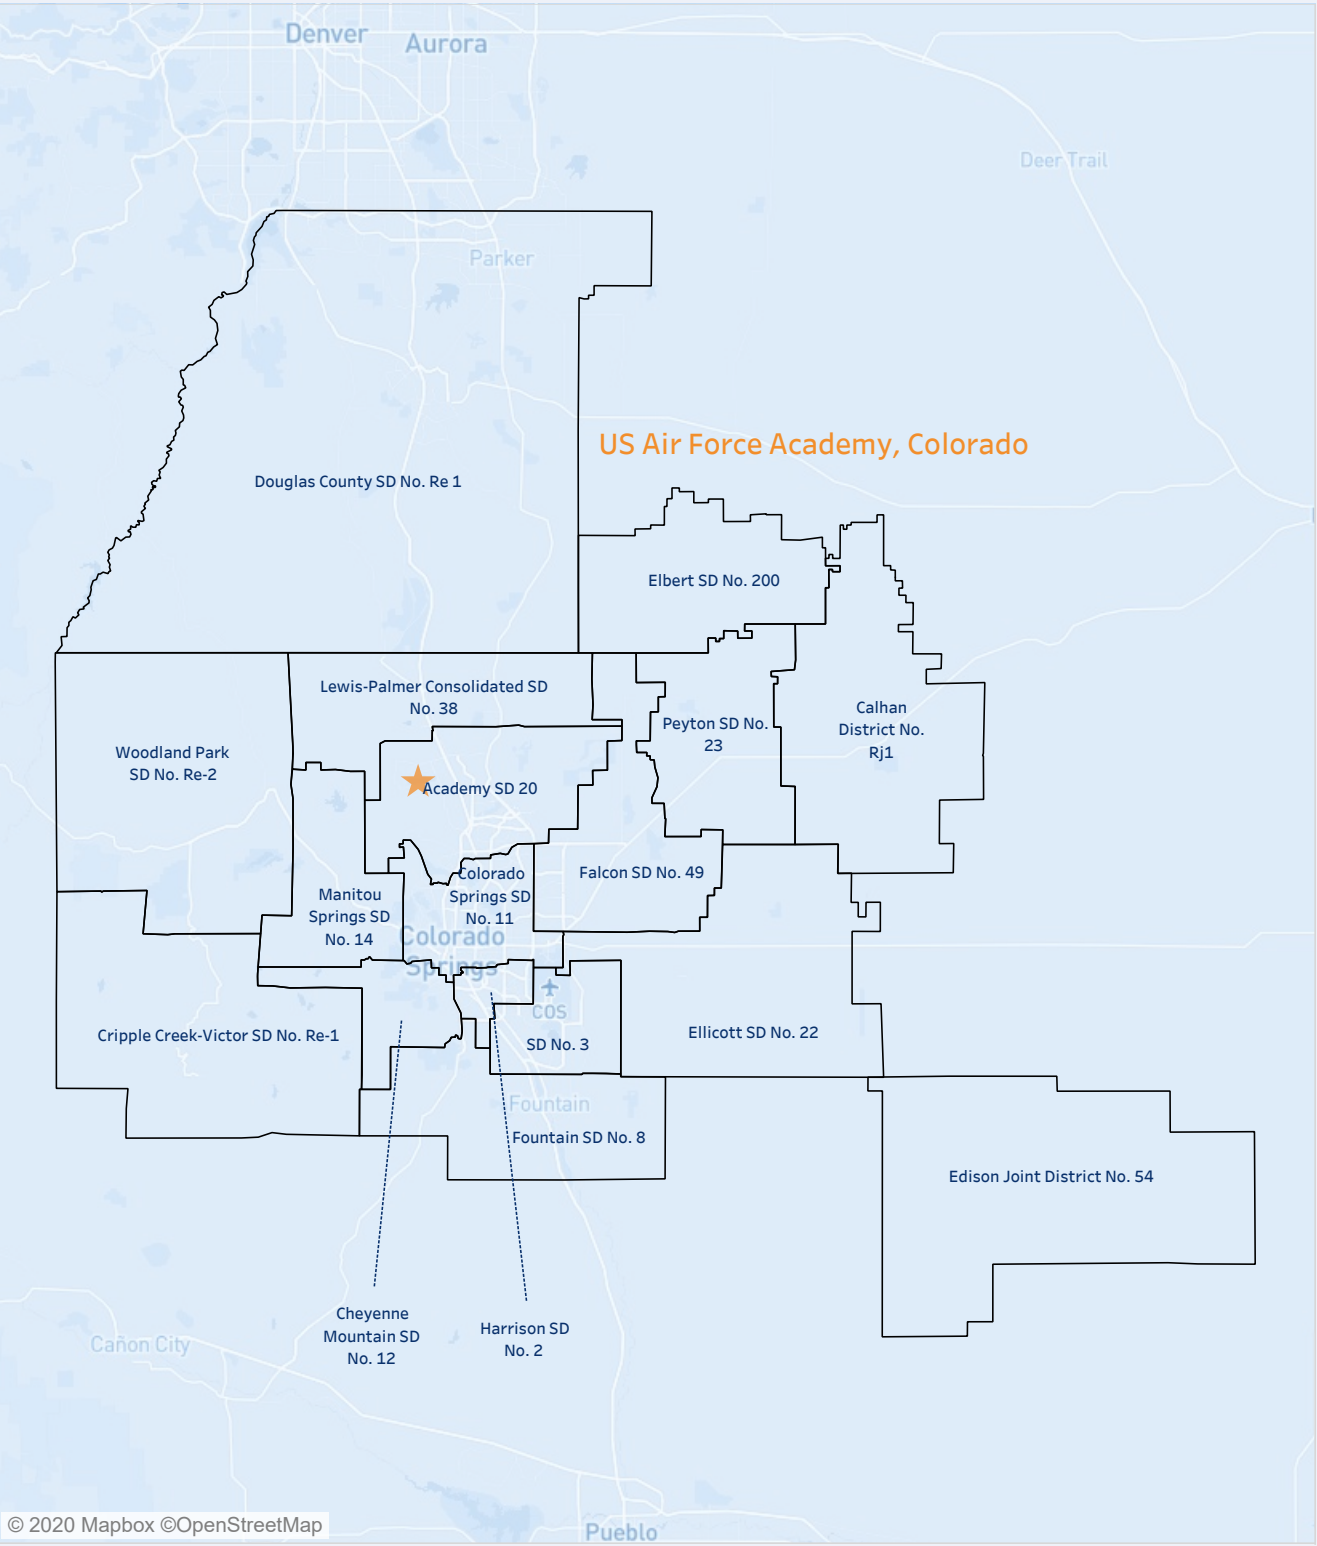 Denver
Aurora
Deer Trail
Parker
US Air Force Academy, Colorado
Douglas County SD No. Re 1
Elbert SD No. 200
Lewis-Palmer Consolidated SD
No. 38
Peyton SD No.
23
Calhan
District No.
Rj1
Woodland Park
SD No. Re-2
Academy SD 20
Colorado
Springs SD
No. 11
Falcon SD No. 49
Manitou
Springs SD
No. 14
Colorado
Springs
COS
Cripple Creek-Victor SD No. Re-1
SD No. 3
Ellicott SD No. 22
Fountain
Fountain SD No. 8
Edison Joint District No. 54
Cheyenne
Mountain SD
No. 12
Harrison SD
No. 2
Cañon City
Pueblo
© 2020 Mapbox ©OpenStreetMap